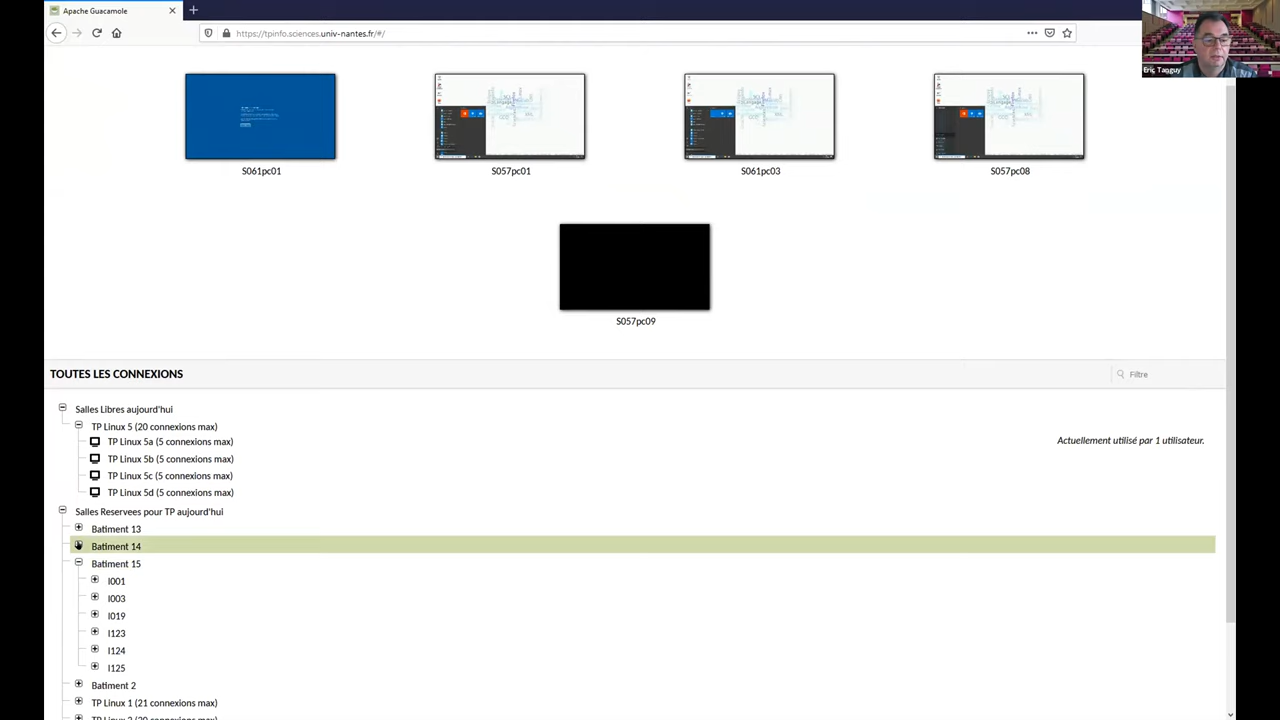 Apache Guacamole
https://tpinfo.sciences.univ-nantes.fr/#/
Eric Tanguy
S061pc01
S057pc01
S061pc03
S057pc08
S057pc09
TOUTES LES CONNEXIONS
Filtre
Salles Libres aujourd'hui
TP Linux 5 (20 connexions max)
TP Linux 5a (5 connexions max)
Actuellement utilisé par 1 utilisateur.
TP Linux 5b (5 connexions max)
TP Linux 5c (5 connexions max)
TP Linux 5d (5 connexions max)
Salles Reservees pour TP aujourd'hui
Batiment 13
Batiment 14
Batiment 15
I001
I003
I019
I123
I124
I125
Batiment 2
TP Linux 1 (21 connexions max)